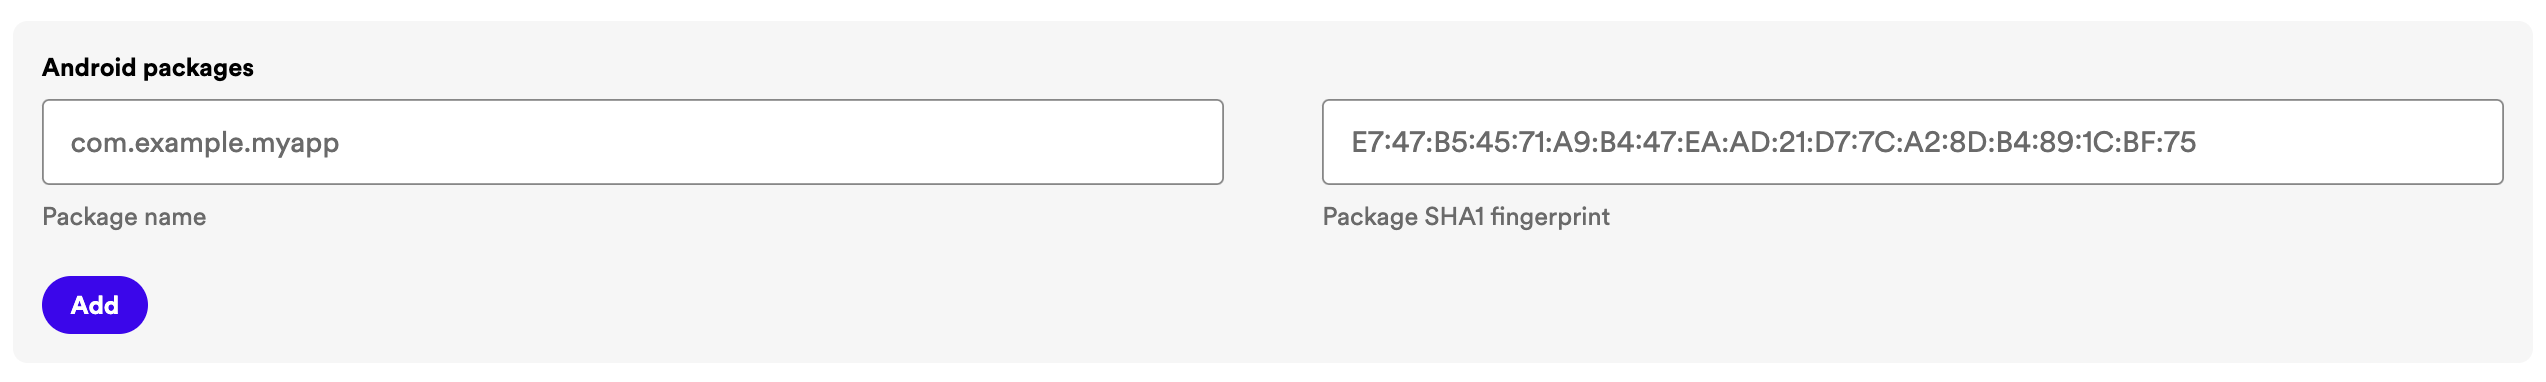 Android packages
com.example.myapp
E7:47:B5:45:71:A9:B4:47:EA:AD:21:D7:7C:A2:8D:B4:89:1C:BF:75
Package name
Package SHA1 fingerprint
Add